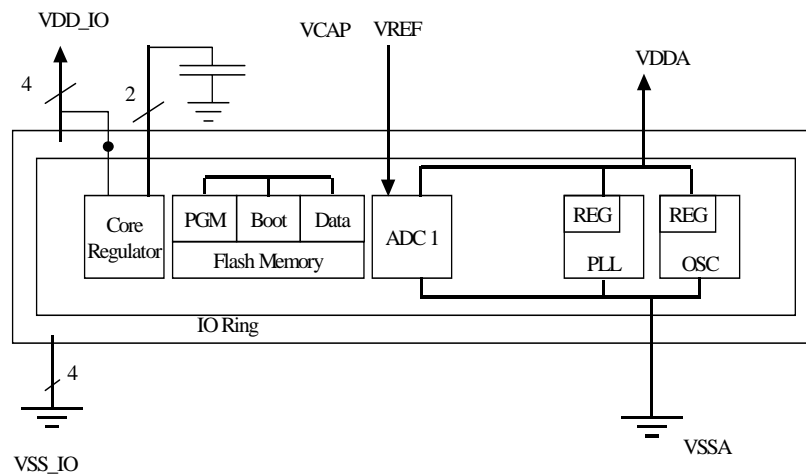 VDD_IO
VCAP
VREF
VDDA
4
2
Core
Regulator
PGM
Boot
Data
Flash Memory
ADC 1
REG
PLL
REG
OSC
IO Ring
4
VSS_IO
VSSA